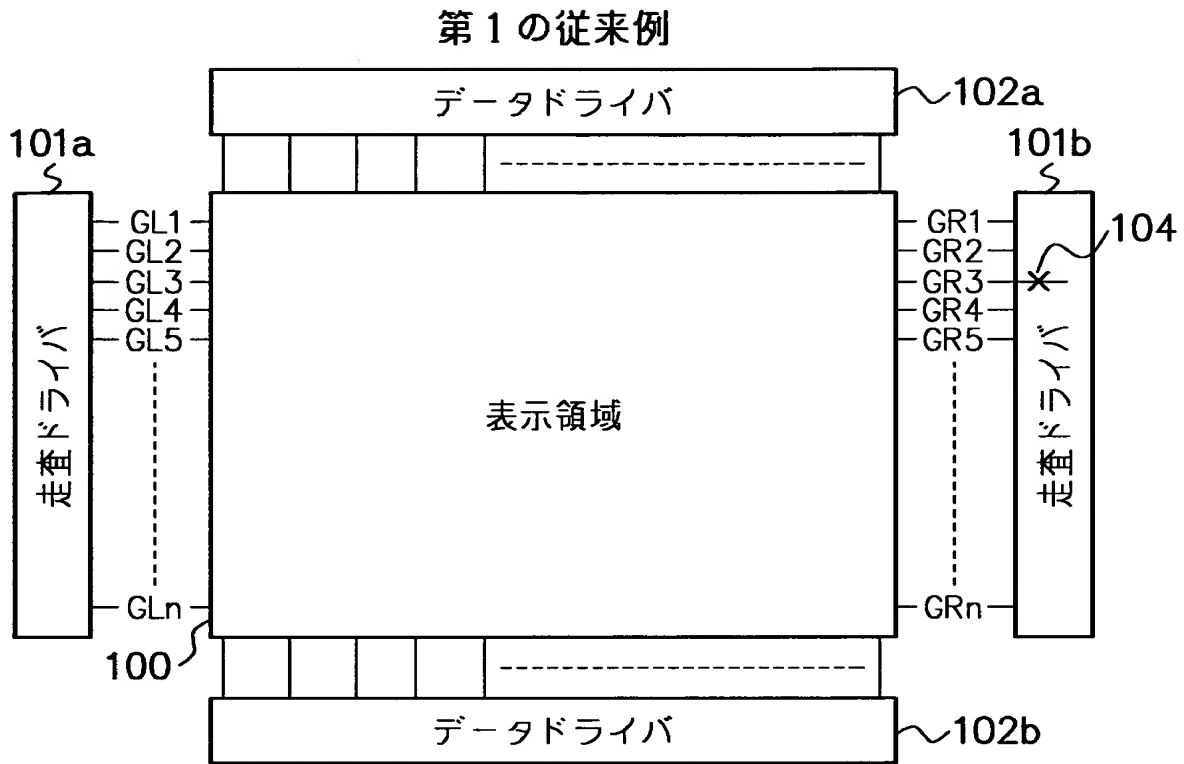 第1の従来例
データドライバ
102a
101a
101b
GL1
GR1
104
GL2
GR2
GL3
GR3
GL4
GR4
GL5
GR5
走査ドライバ
表示領域
走査ドライバ
GLn
GRn
100
データドライバ
102b